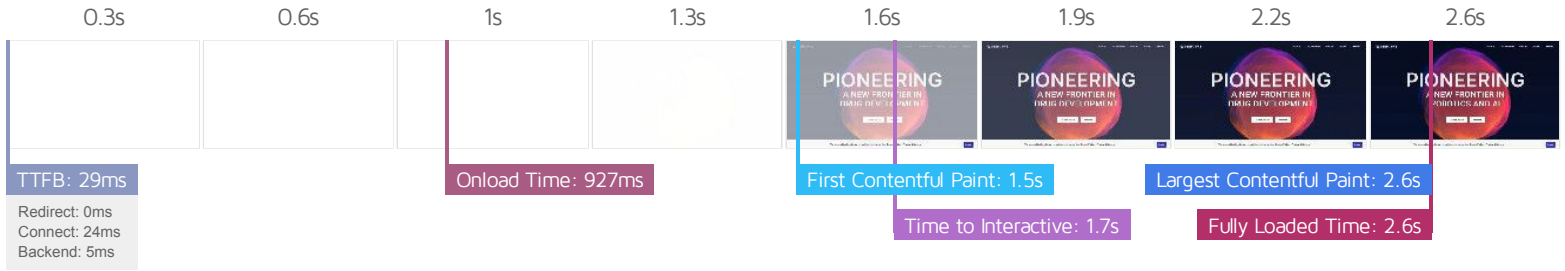 0.3s
0.6s
1s
1.3s
1.6s
1.9s
2.2s
2.6s
PIONEERING
A NEW FRONTIER IN
DRUG DEVELOPMENT
PIONEERING
A NEW FRONTIER IN
DRUG DEVELOPMENT
PIONEERING
A NEW FRONTIER IN
DRUG DEVELOPMENT
PIONEERING
A NEW FRONTIER IN
ROBOTICS AND AI
TTFB: 29ms
Onload Time: 927ms
First Contentful Paint: 1.5s
Largest Contentful Paint: 2.6s
Redirect: 0ms
Connect: 24ms
Backend: 5ms
Time to Interactive: 1.7s
Fully Loaded Time: 2.6s